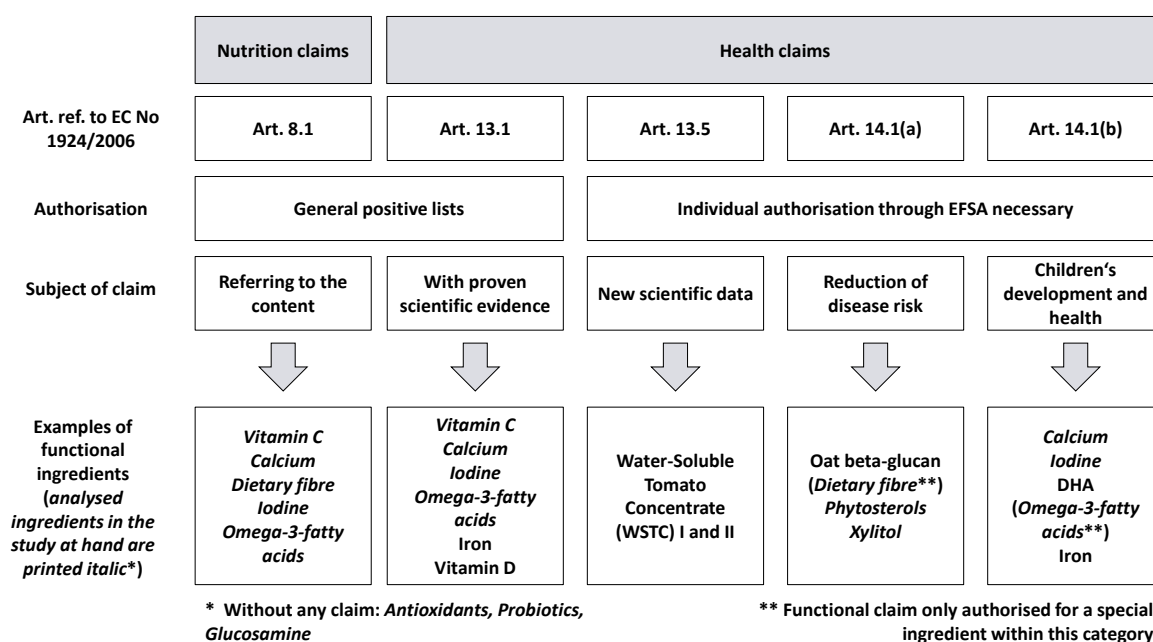 Nutrition claims
Health claims
Art. ref. to EC No
1924/2006
Art. 8.1
Art. 13.1
Art. 13.5
Art. 14.1(a)
Art. 14.1(b)
Authorisation
General positive lists
Individual authorisation through EFSA necessary
Subject of claim
Referring to the
content
With proven
scientific evidence
New scientific data
Reduction of
disease risk
Children‘s
development and
health
Examples of
functional
ingredients
(analysed
ingredients in the
study at hand are
printed italic*)
Vitamin C
Calcium
Dietary fibre
Iodine
Omega-3-fatty
acids
Vitamin C
Calcium
Iodine
Omega-3-fatty
acids
Iron
Vitamin D
Water-Soluble
Tomato
Concentrate
(WSTC) I and II
Oat beta-glucan
(Dietary fibre**)
Phytosterols
Xylitol
Calcium
Iodine
DHA
(Omega-3-fatty
acids**)
Iron
* Without any claim: Antioxidants, Probiotics,
Glucosamine
** Functional claim only authorised for a special
ingredient within this category